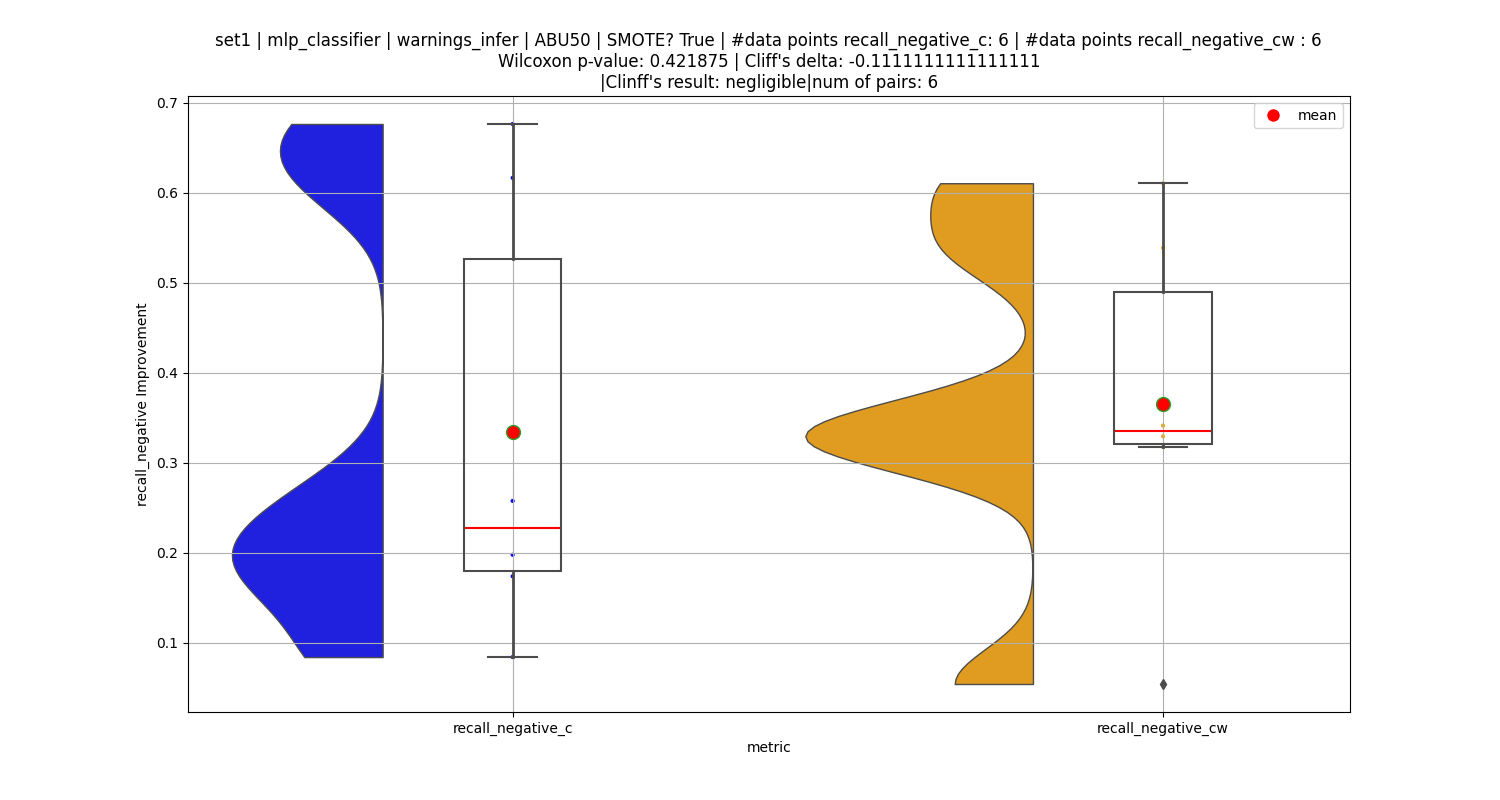 set1 | mlp_classifier | warnings_infer | ABU50 | SMOTE? True | #data points recall_negative_c: 6 | #data points recall_negative_cw : 6
Wilcoxon p-value: 0.421875 | Cliff's delta: -0.1111111111111111
|Clinff's result: negligible|num of pairs: 6
mean
0.7
0.6
0.5
0.4
0.3
0.2
0.1
recall_negative Improvement
recall_negative_c
recall_negative_cw
metric